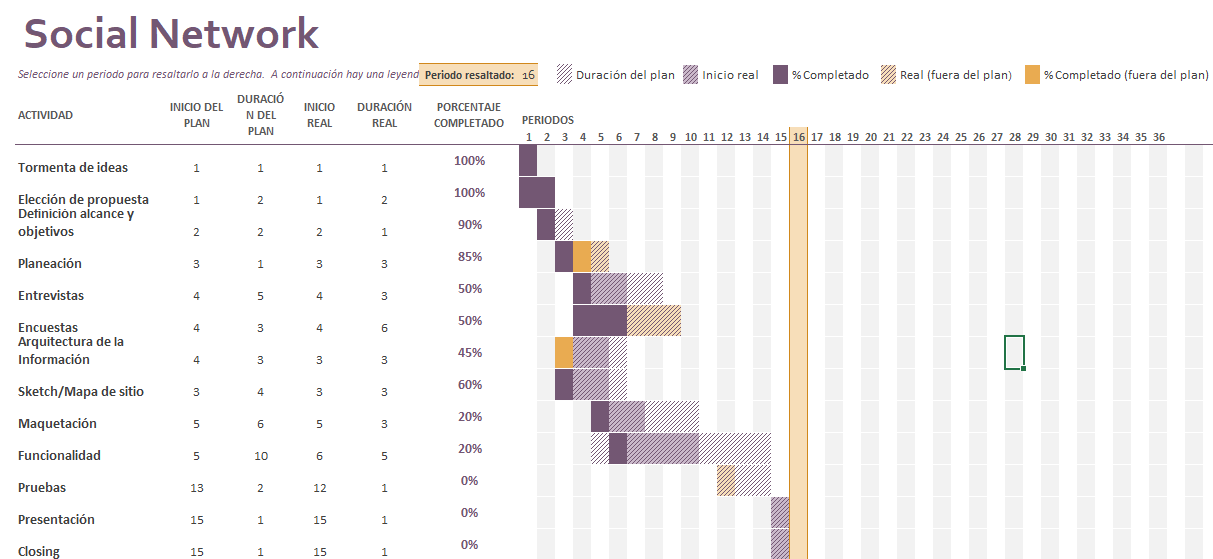 Social Network
Seleccione un periodo para resaltarlo a la derecha. A continuación hay una leyend
Periodo resaltado: 16
Duración del plan
Inicio real
% Completado
Real (fuera del plan)
% Completado (fuera del plan)
ACTIVIDAD
INICIO DEL
PLAN
DURACIÓ
N DEL
PLAN
INICIO
REAL
DURACIÓN
REAL
PORCENTAJE
COMPLETADO
PERIODOS
1 2 3 4 5 6 7 8 9 10 11 12 13 14 15 16 17 18 19 20 21 22 23 24 25 26 27 28 29 30 31 32 33 34 35 36
Tormenta de ideas 1 1 1 1 100%
Elección de propuesta 1 2 1 2 100%
Definición alcance y
objetivos 2 2 2 1 90%
Planeación 3 1 3 3 85%
Entrevistas 4 5 4 3 50%
Encuestas 4 3 4 6 50%
Arquitectura de la
Información 4 3 3 3 45%
Sketch/Mapa de sitio 3 4 3 3 60%
Maquetación 5 6 5 3 20%
Funcionalidad 5 10 6 5 20%
Pruebas 13 2 12 1 0%
Presentación 15 1 15 1 0%
Closing 15 1 15 1 0%